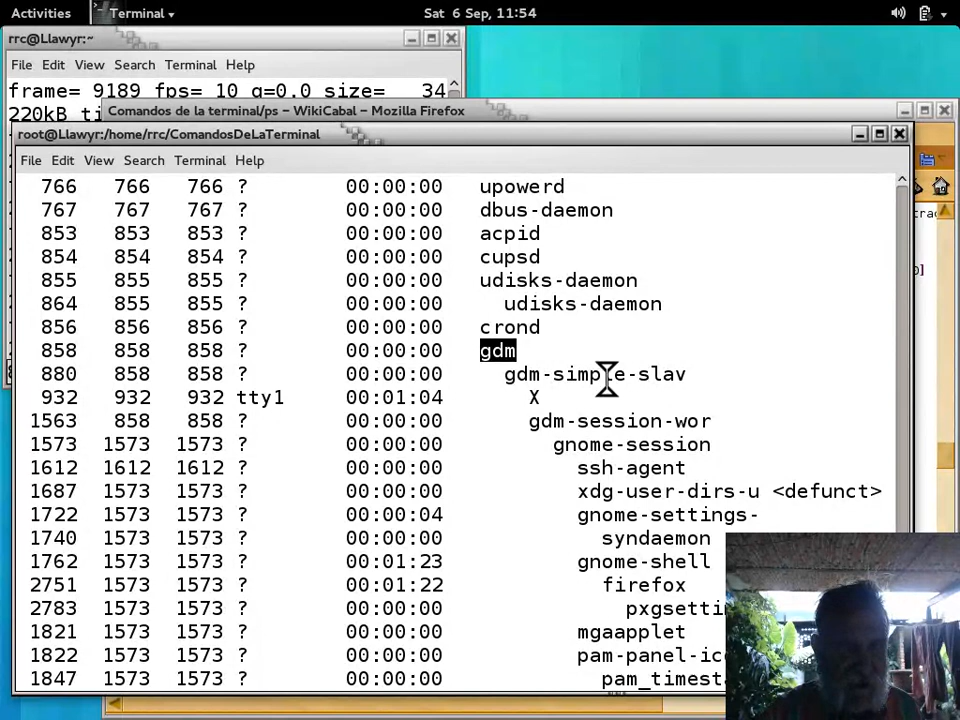 Activities Terminal Sat 6 Sep, 11:54
rrc@Llawyr:~
File Edit View Search Terminal Help
frame= 9189 fps= 10 q=0.0 size= 34
220kB ti
Comandos de la terminal/ps – WikiCabal – Mozilla Firefox
root@Llawyr:/home/rrc/ComandosDeLaTerminal
File Edit View Search Terminal Help
766 766 766 ? 00:00:00 upowerd
767 767 767 ? 00:00:00 dbus-daemon
853 853 853 ? 00:00:00 acpid
854 854 854 ? 00:00:00 cupsd
855 855 855 ? 00:00:00 udisks-daemon
864 855 855 ? 00:00:00 udisks-daemon
856 856 856 ? 00:00:00 crond
858 858 858 ? 00:00:00 gdm
880 858 858 ? 00:00:00 gdm-simple-slav
932 932 932 tty1 00:01:04 X
1563 858 858 ? 00:00:00 gdm-session-wor
1573 1573 1573 ? 00:00:00 gnome-session
1612 1612 1612 ? 00:00:00 ssh-agent
1687 1573 1573 ? 00:00:00 xdg-user-dirs-u <defunct>
1722 1573 1573 ? 00:00:04 gnome-settings-
1740 1573 1573 ? 00:00:00 syndaemon
1762 1573 1573 ? 00:01:23 gnome-shell
2751 1573 1573 ? 00:01:22 firefox
2783 1573 1573 ? 00:00:00 pxgsetti
1821 1573 1573 ? 00:00:00 mgaapplet
1822 1573 1573 ? 00:00:00 pam-panel-ic
1847 1573 1573 ? 00:00:00 pam_timest